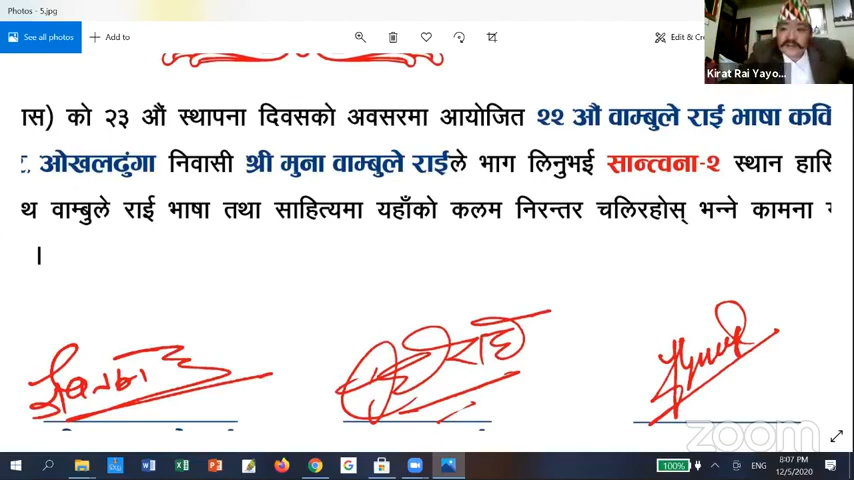 Photos - 5.jpg
See all photos
Add to
Edit & Cre
Kirat Rai Yayo...
ास) को २३ औं स्थापना दिवसको अवसरमा आयोजित २२ औं वाम्बुले राई भाषा कवि
ओखलढुंगा निवासी श्री मुना वाम्बुले राईले भाग लिनुभई सान्त्वना-२ स्थान हासि
थ वाम्बुले राई भाषा तथा साहित्यमा यहाँको कलम निरन्तर चलिरहोस् भन्ने कामना
।
zoom
100%
ENG
8:07 PM
12/5/2020